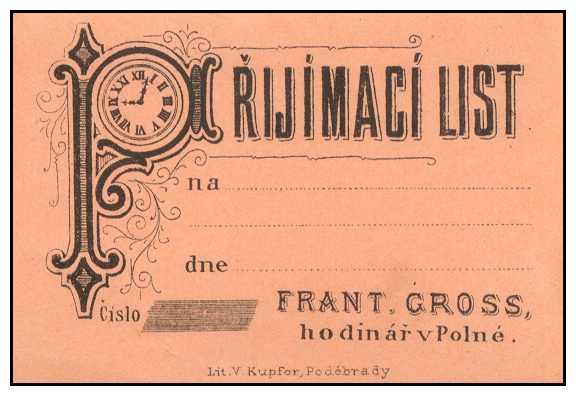 PŘIJÍMACÍ LIST
na
dne
Číslo
FRANT. GROSS,
hodinář v Polné.
Lit. V. Kupfer, Poděbrady